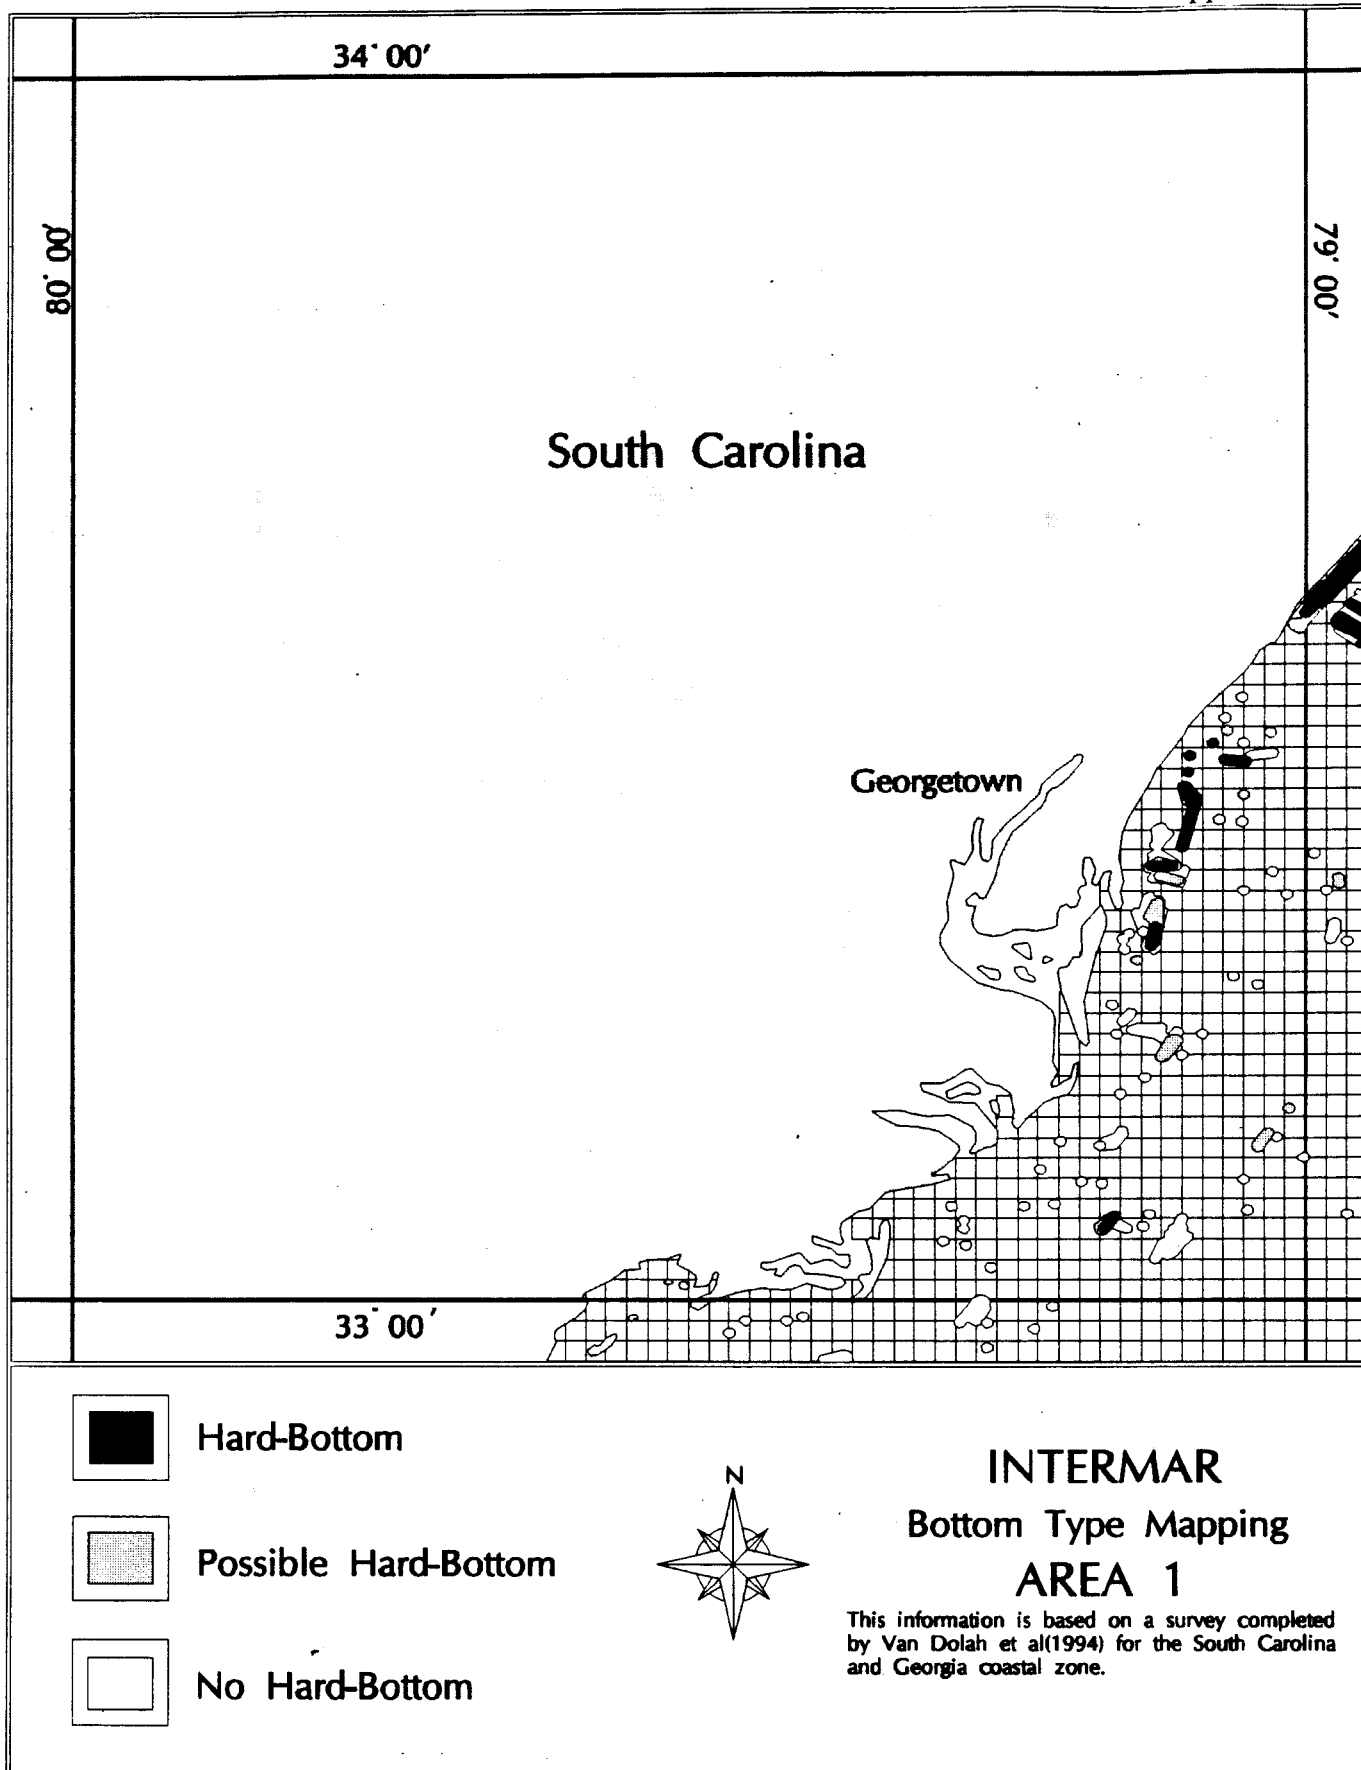 34° 00′
80° 00′
79° 00′
South Carolina
Georgetown
33° 00′
Hard-Bottom
Possible Hard-Bottom
No Hard-Bottom
N
INTERMAR
Bottom Type Mapping
AREA 1
This information is based on a survey completed
by Van Dolah et al(1994) for the South Carolina
and Georgia coastal zone.